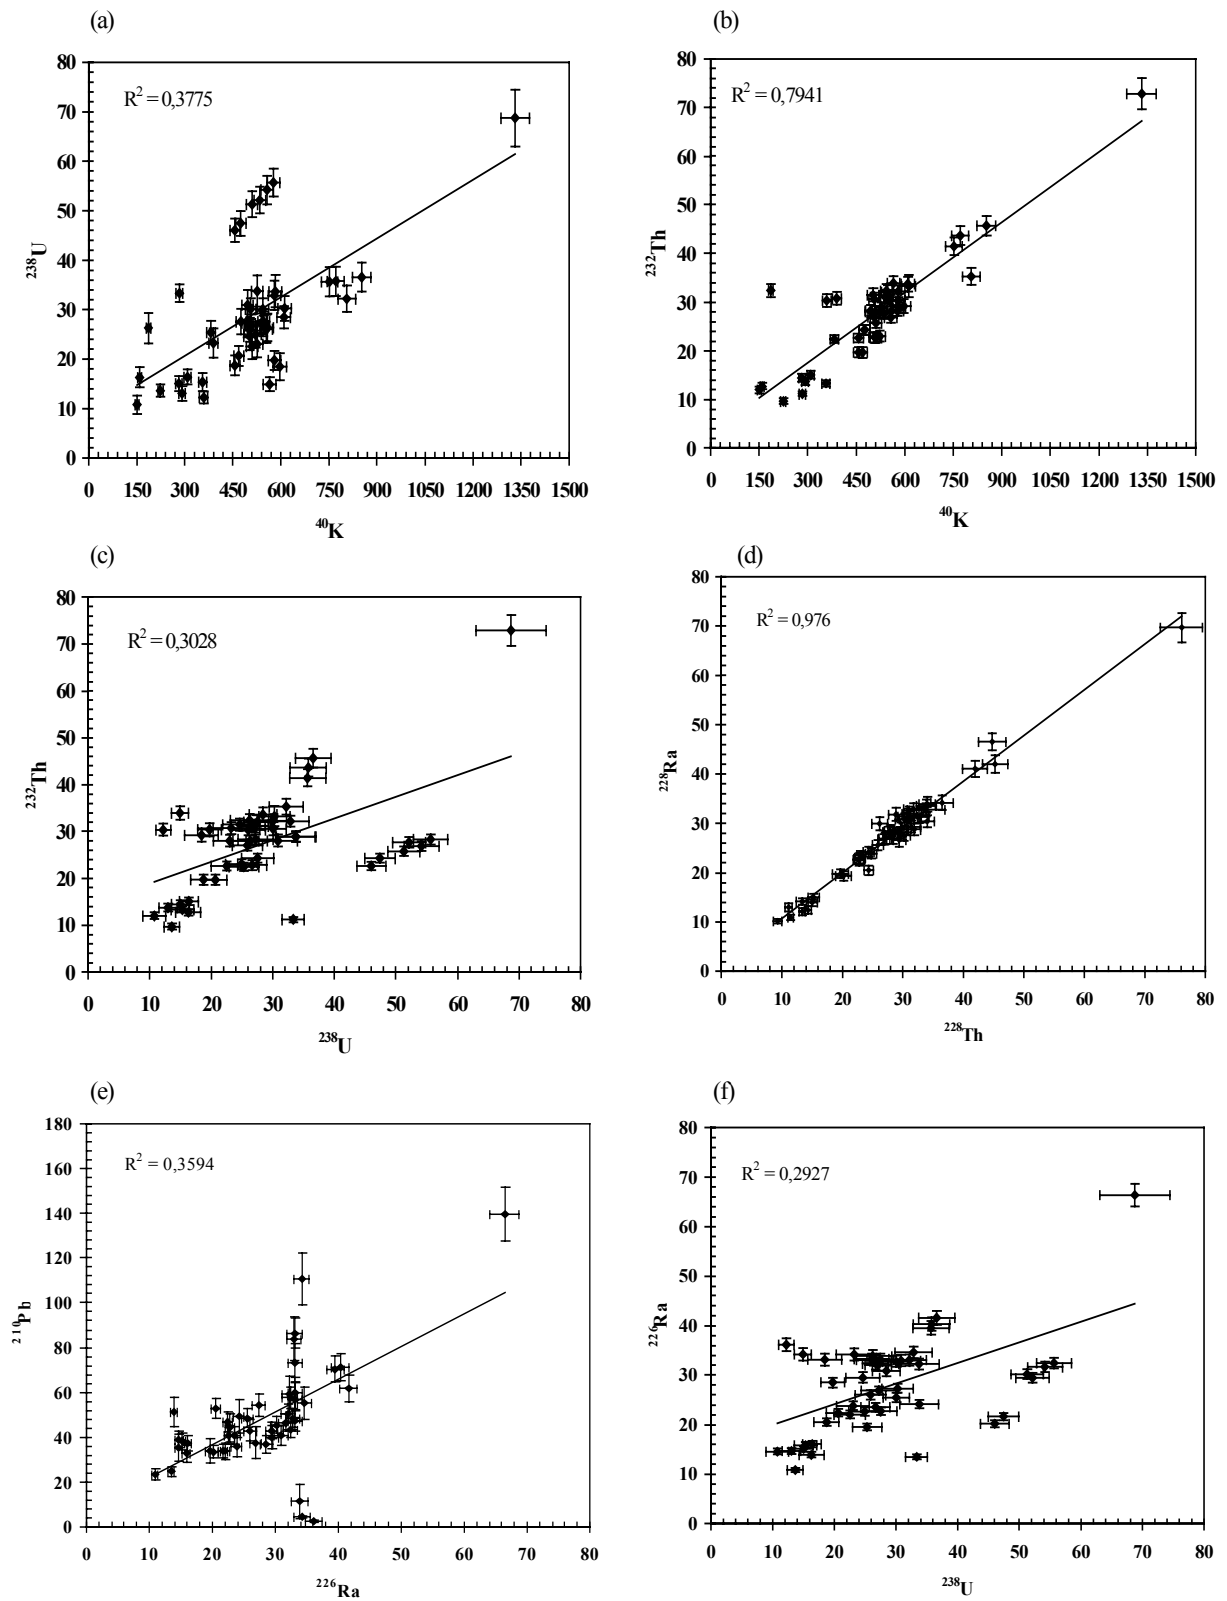 (a)
(b)
R² = 0,3775
R² = 0,7941
80
70
60
50
40
30
20
10
0
²³⁸U
0 150 300 450 600 750 900 1050 1200 1350 1500
⁴⁰K
80
70
60
50
40
30
20
10
0
²³²Th
0 150 300 450 600 750 900 1050 1200 1350 1500
⁴⁰K
(c)
(d)
R² = 0,3028
R² = 0,976
80
70
60
50
40
30
20
10
0
²³²Th
0 10 20 30 40 50 60 70 80
²³⁸U
80
70
60
50
40
30
20
10
0
²²⁸Ra
0 10 20 30 40 50 60 70 80
²²⁸Th
(e)
(f)
R² = 0,3594
R² = 0,2927
180
160
140
120
100
80
60
40
20
0
²¹⁰Pb
0 10 20 30 40 50 60 70 80
²²⁶Ra
80
70
60
50
40
30
20
10
0
²²⁶Ra
0 10 20 30 40 50 60 70 80
²³⁸U